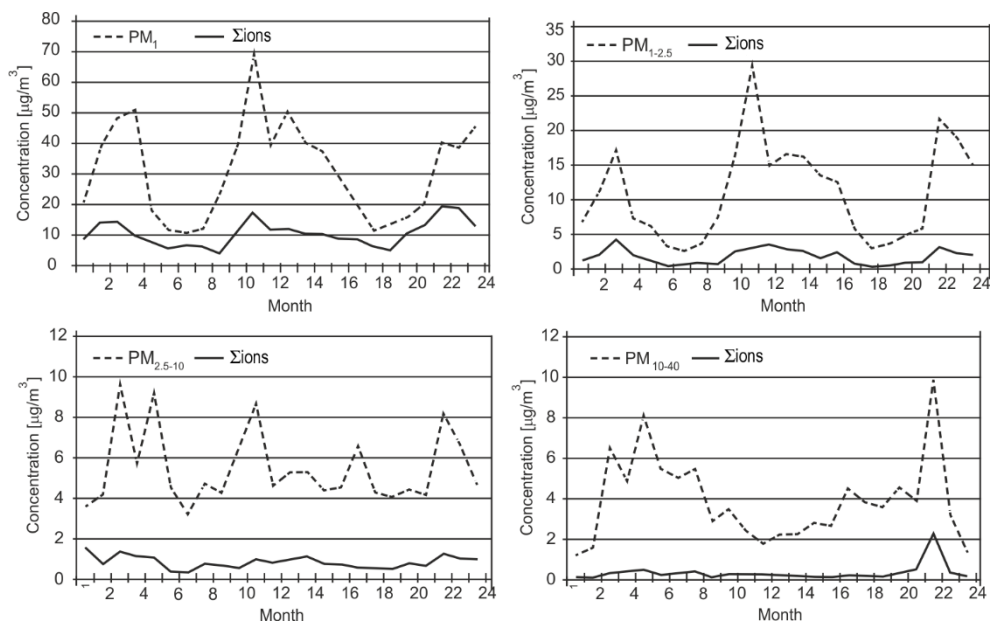 80
70
60
50
40
30
20
10
0
Concentration [μg/m³]
PM₁ Σions
0 2 4 6 8 10 12 14 16 18 20 22 24
Month
35
30
25
20
15
10
5
0
Concentration [μg/m³]
PM₁₋₂.₅ Σions
0 2 4 6 8 10 12 14 16 18 20 22 24
Month
12
10
8
6
4
2
0
Concentration [μg/m³]
PM₂.₅₋₁₀ Σions
1 2 4 6 8 10 12 14 16 18 20 22 24
Month
12
10
8
6
4
2
0
Concentration [μg/m³]
PM₁₀₋₄₀ Σions
1 2 4 6 8 10 12 14 16 18 20 22 24
Month